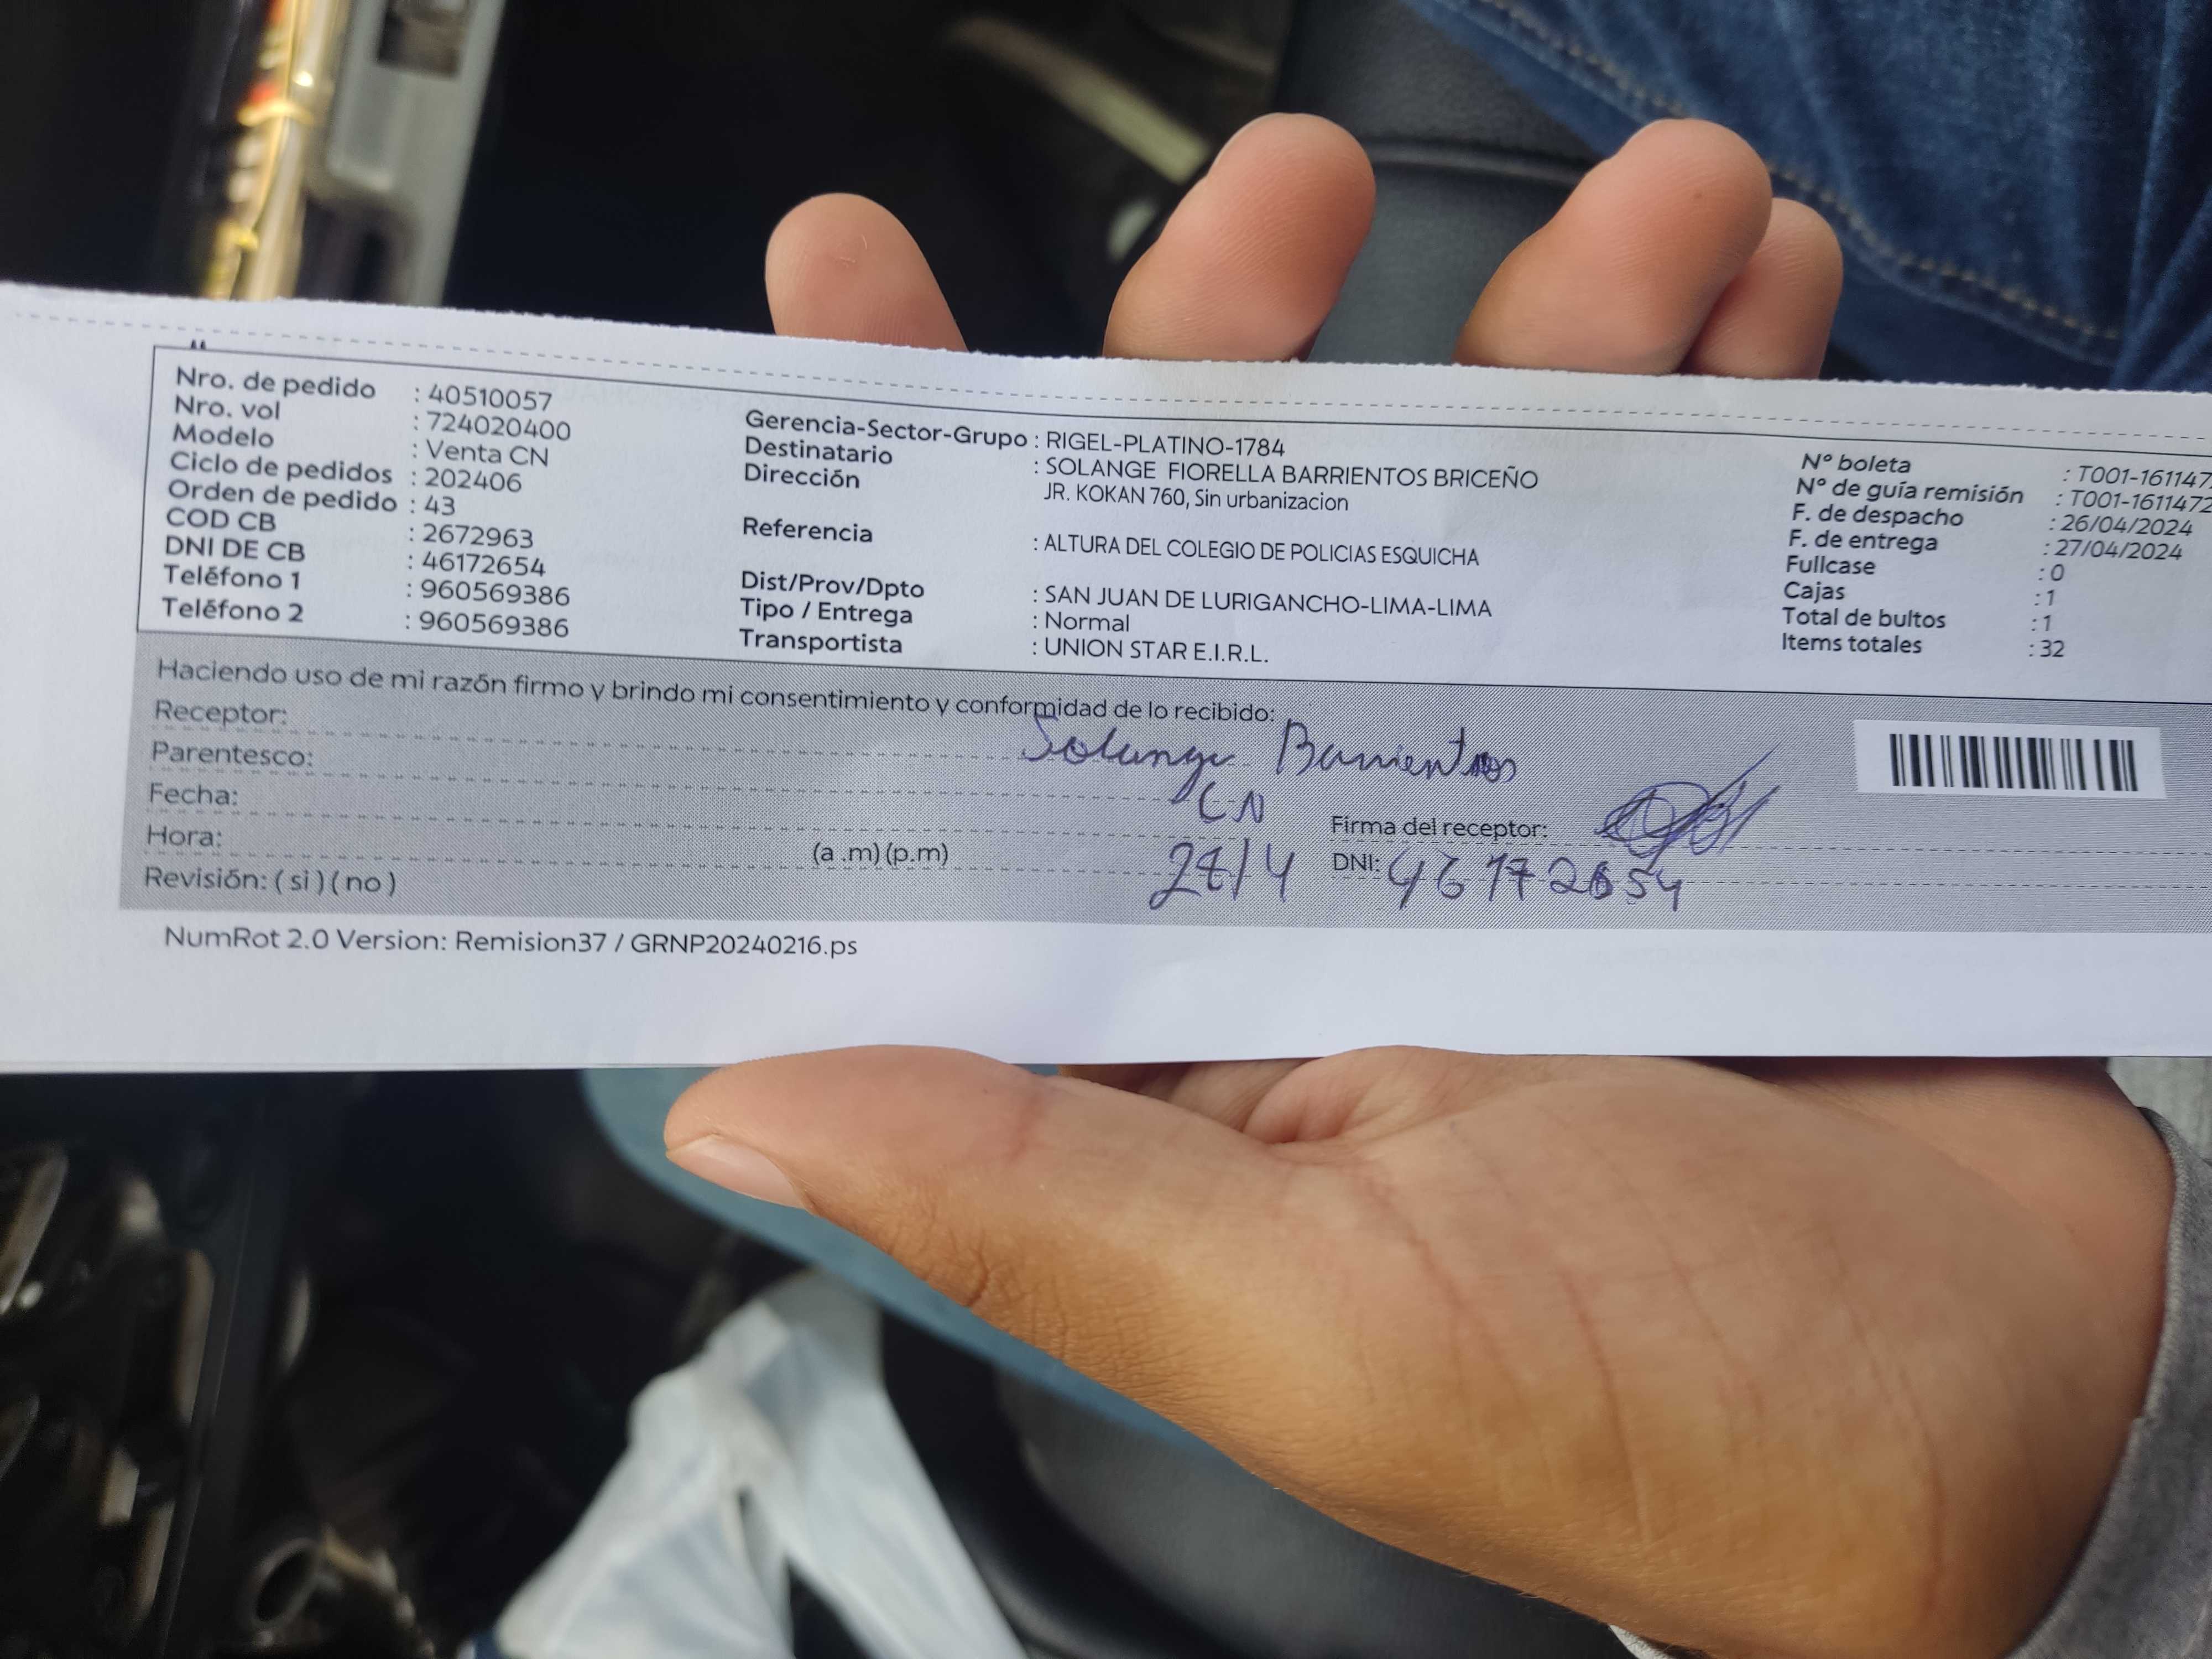 Nro. de pedido : 40510057
Nro. vol : 724020400
Modelo : Venta CN
Ciclo de pedidos : 202406
Orden de pedido : 43
COD CB : 2672963
DNI DE CB : 46172654
Teléfono 1 : 960569386
Teléfono 2 : 960569386
Gerencia-Sector-Grupo : RIGEL-PLATINO-1784
Destinatario : SOLANGE FIORELLA BARRIENTOS BRICEÑO
Dirección JR. KOKAN 760, Sin urbanizacion
Referencia : ALTURA DEL COLEGIO DE POLICIAS ESQUICHA
Dist/Prov/Dpto : SAN JUAN DE LURIGANCHO-LIMA-LIMA
Tipo / Entrega : Normal
Transportista : UNION STAR E.I.R.L.
Nº boleta : T001-1611472
Nº de guía remisión : T001-1611472
F. de despacho : 26/04/2024
F. de entrega : 27/04/2024
Fullcase : 0
Cajas : 1
Total de bultos : 1
Items totales : 32
Haciendo uso de mi razón firmo y brindo mi consentimiento y conformidad de lo recibido:
Receptor: Solange Barrientos
Parentesco: CN
Fecha: 27/4
Hora: (a .m) (p.m)
Revisión: ( si ) ( no )
Firma del receptor:
DNI: 46172654
NumRot 2.0 Version: Remision37 / GRNP20240216.ps